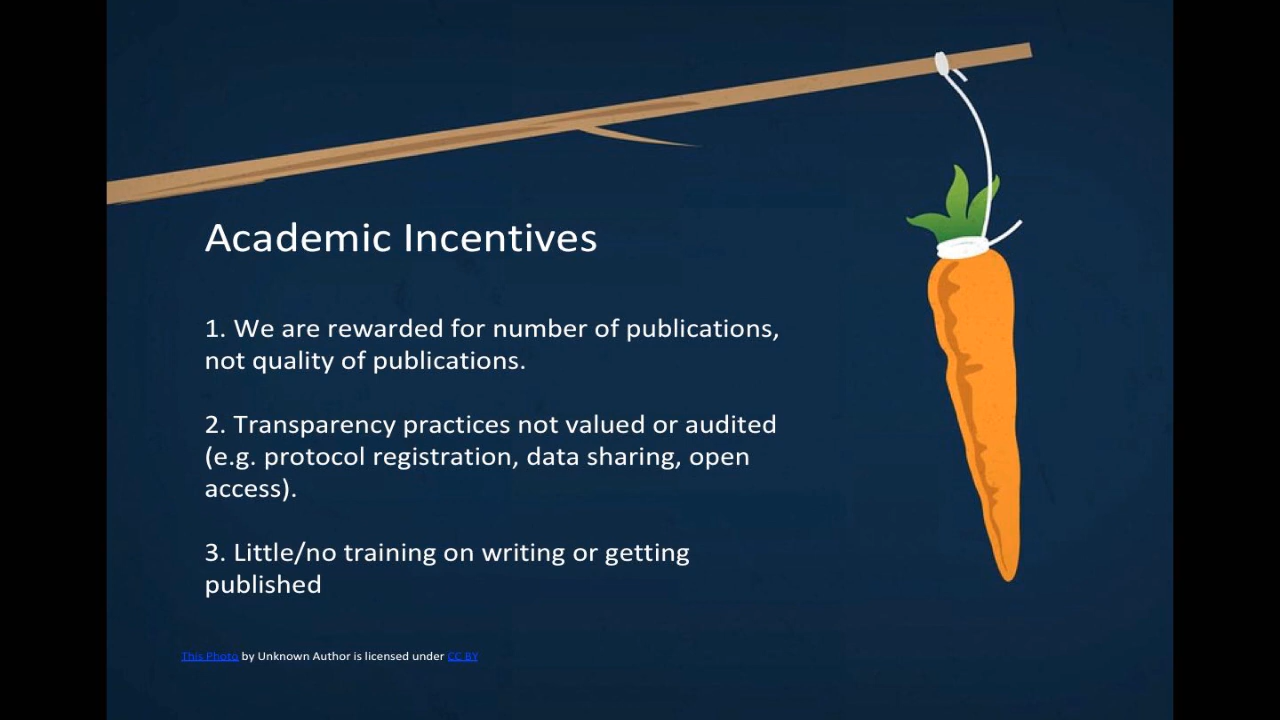 Academic Incentives
1. We are rewarded for number of publications,
not quality of publications.
2. Transparency practices not valued or audited
(e.g. protocol registration, data sharing, open
access).
3. Little/no training on writing or getting
published
This Photo by Unknown Author is licensed under CC BY